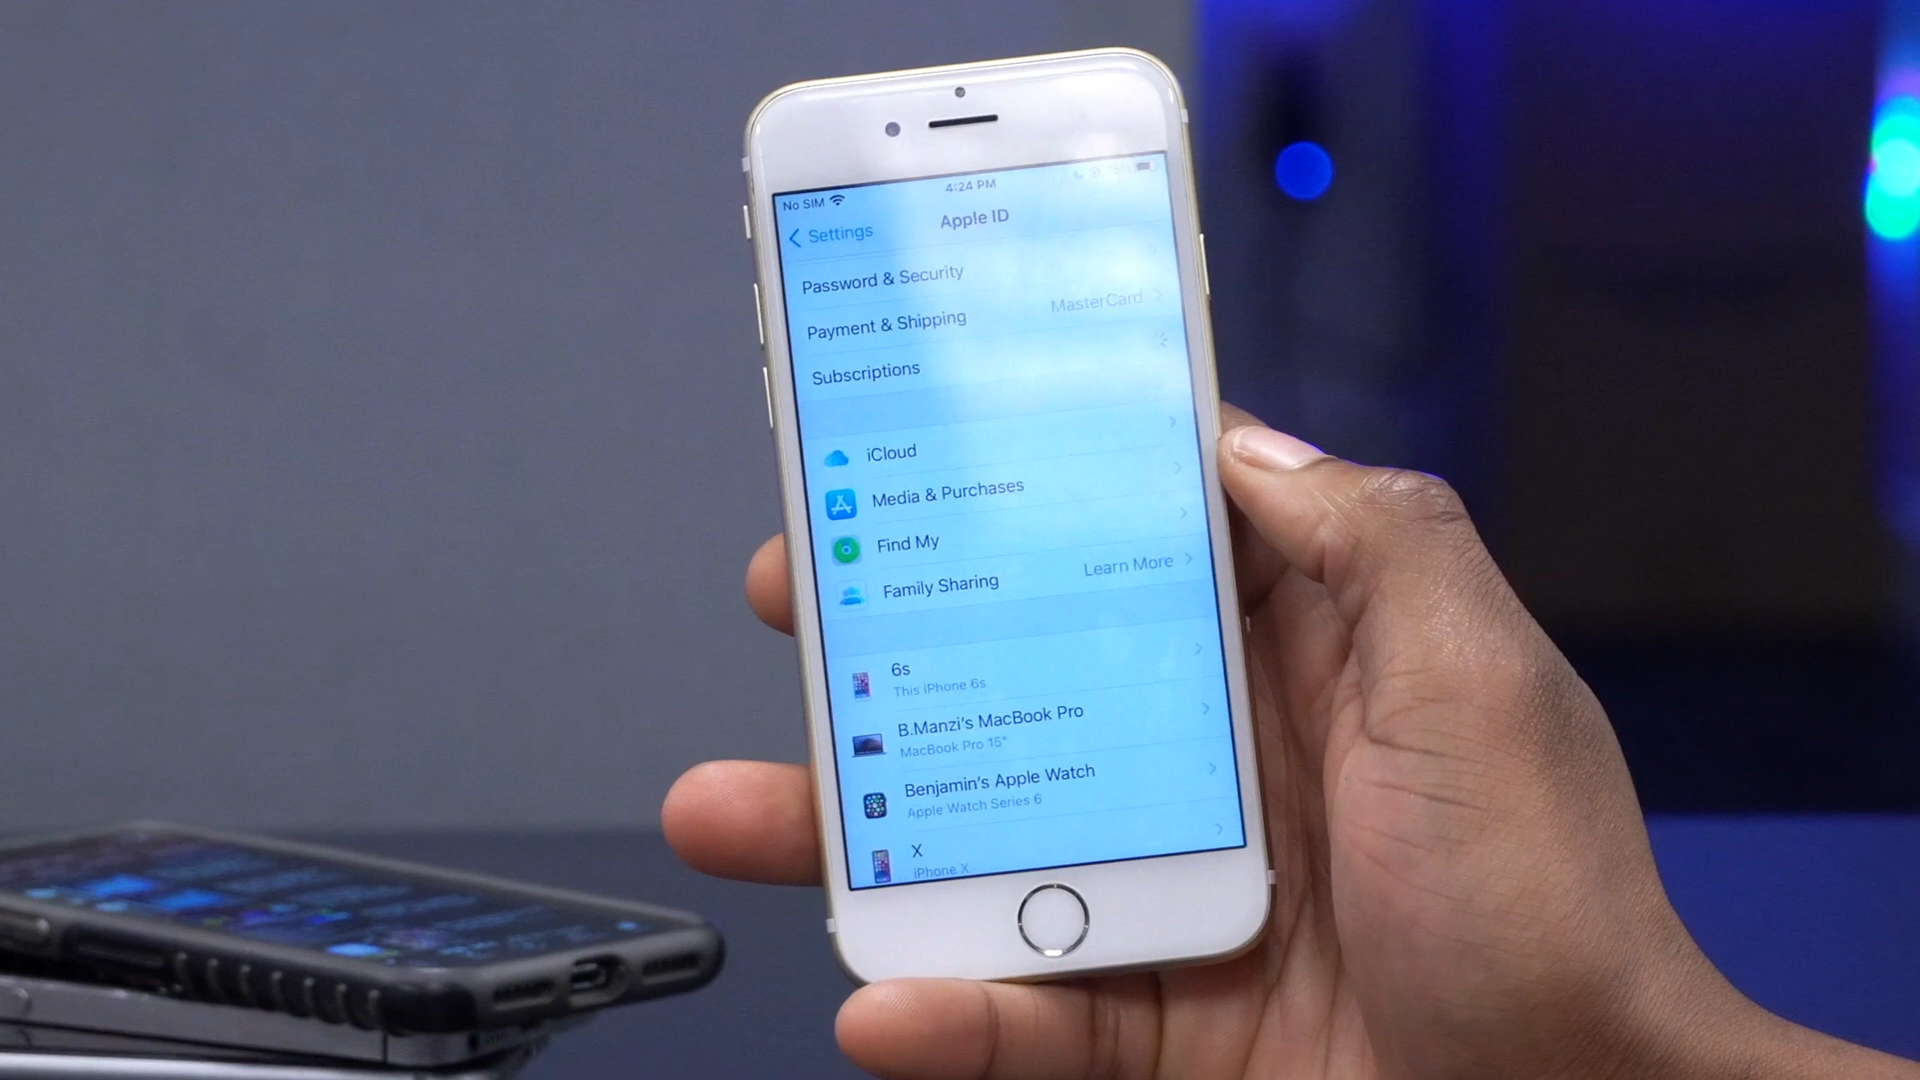 No SIM
4:24 PM
Settings
Apple ID
Password & Security
Payment & Shipping MasterCard
Subscriptions
iCloud
Media & Purchases
Find My
Family Sharing Learn More
6s
This iPhone 6s
B.Manzi's MacBook Pro
MacBook Pro 15"
Benjamin's Apple Watch
Apple Watch Series 6
X
iPhone X